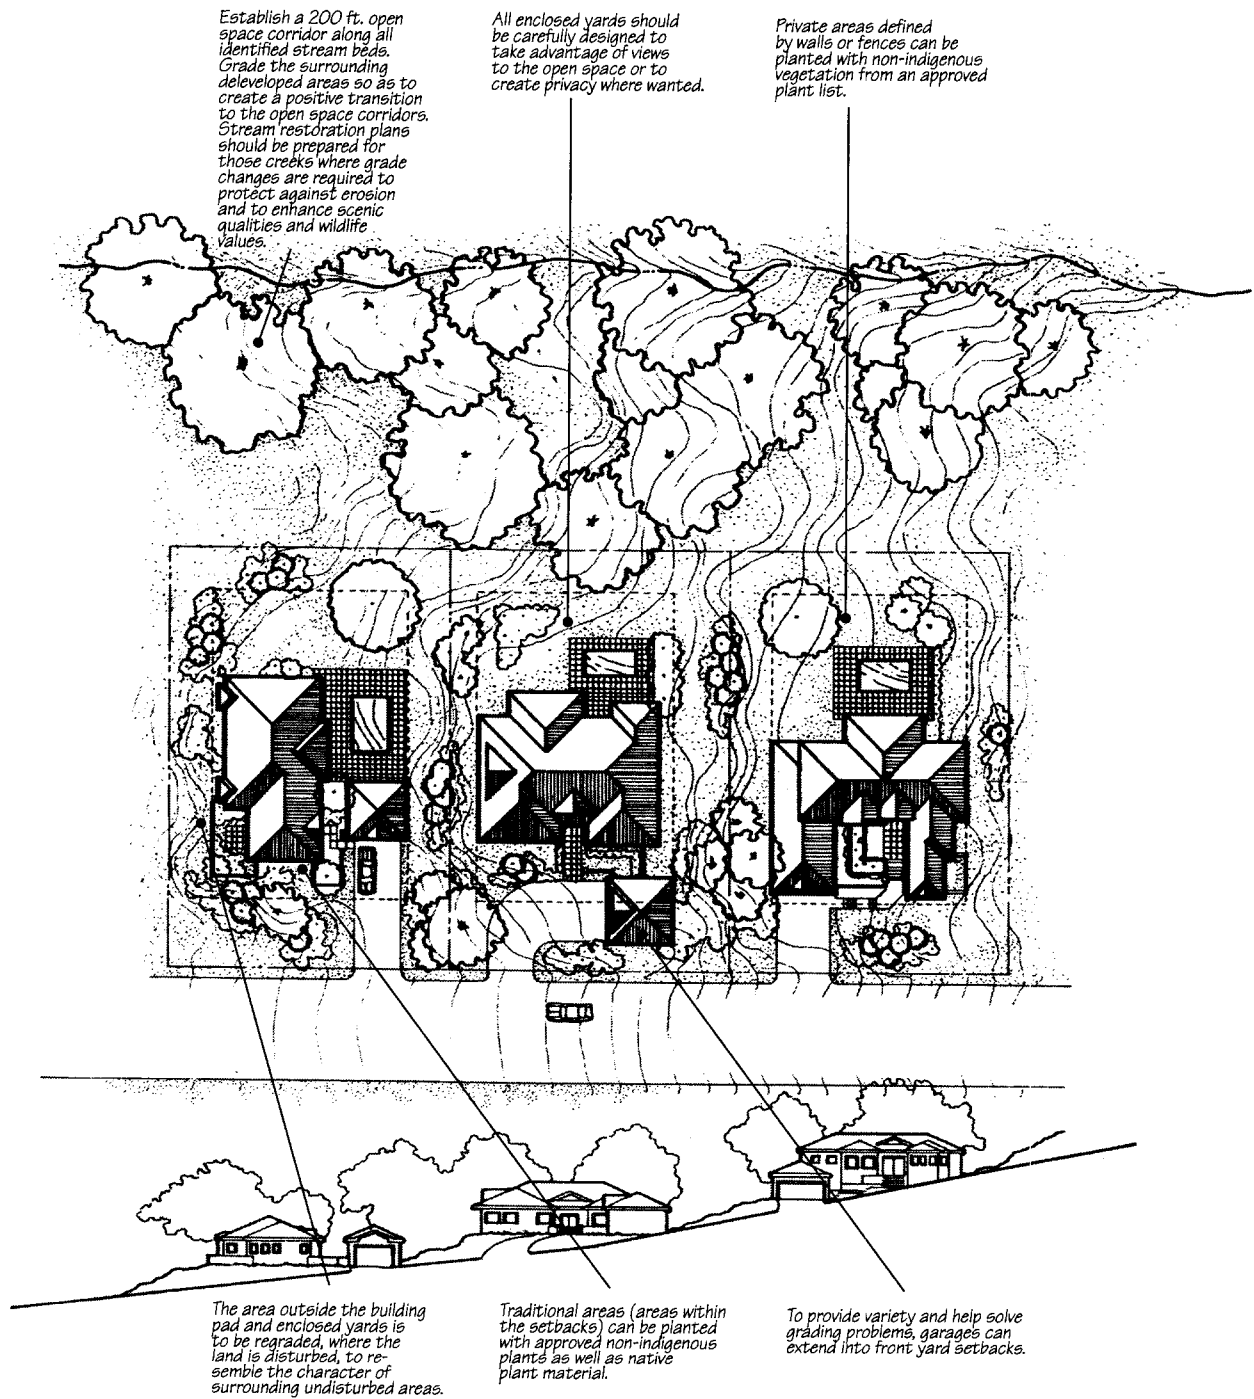 Establish a 200 ft. open
space corridor along all
identified stream beds.
Grade the surrounding
deleveloped areas so as to
create a positive transition
to the open space corridors.
Stream restoration plans
should be prepared for
those creeks where grade
changes are required to
protect against erosion
and to enhance scenic
qualities and wildlife
values.
All enclosed yards should
be carefully designed to
take advantage of views
to the open space or to
create privacy where wanted.
Private areas defined
by walls or fences can be
planted with non-indigenous
vegetation from an approved
plant list.
The area outside the building
pad and enclosed yards is
to be regraded, where the
land is disturbed, to re-
semble the character of
surrounding undisturbed areas.
Traditional areas (areas within
the setbacks) can be planted
with approved non-indigenous
plants as well as native
plant material.
To provide variety and help solve
grading problems, garages can
extend into front yard setbacks.